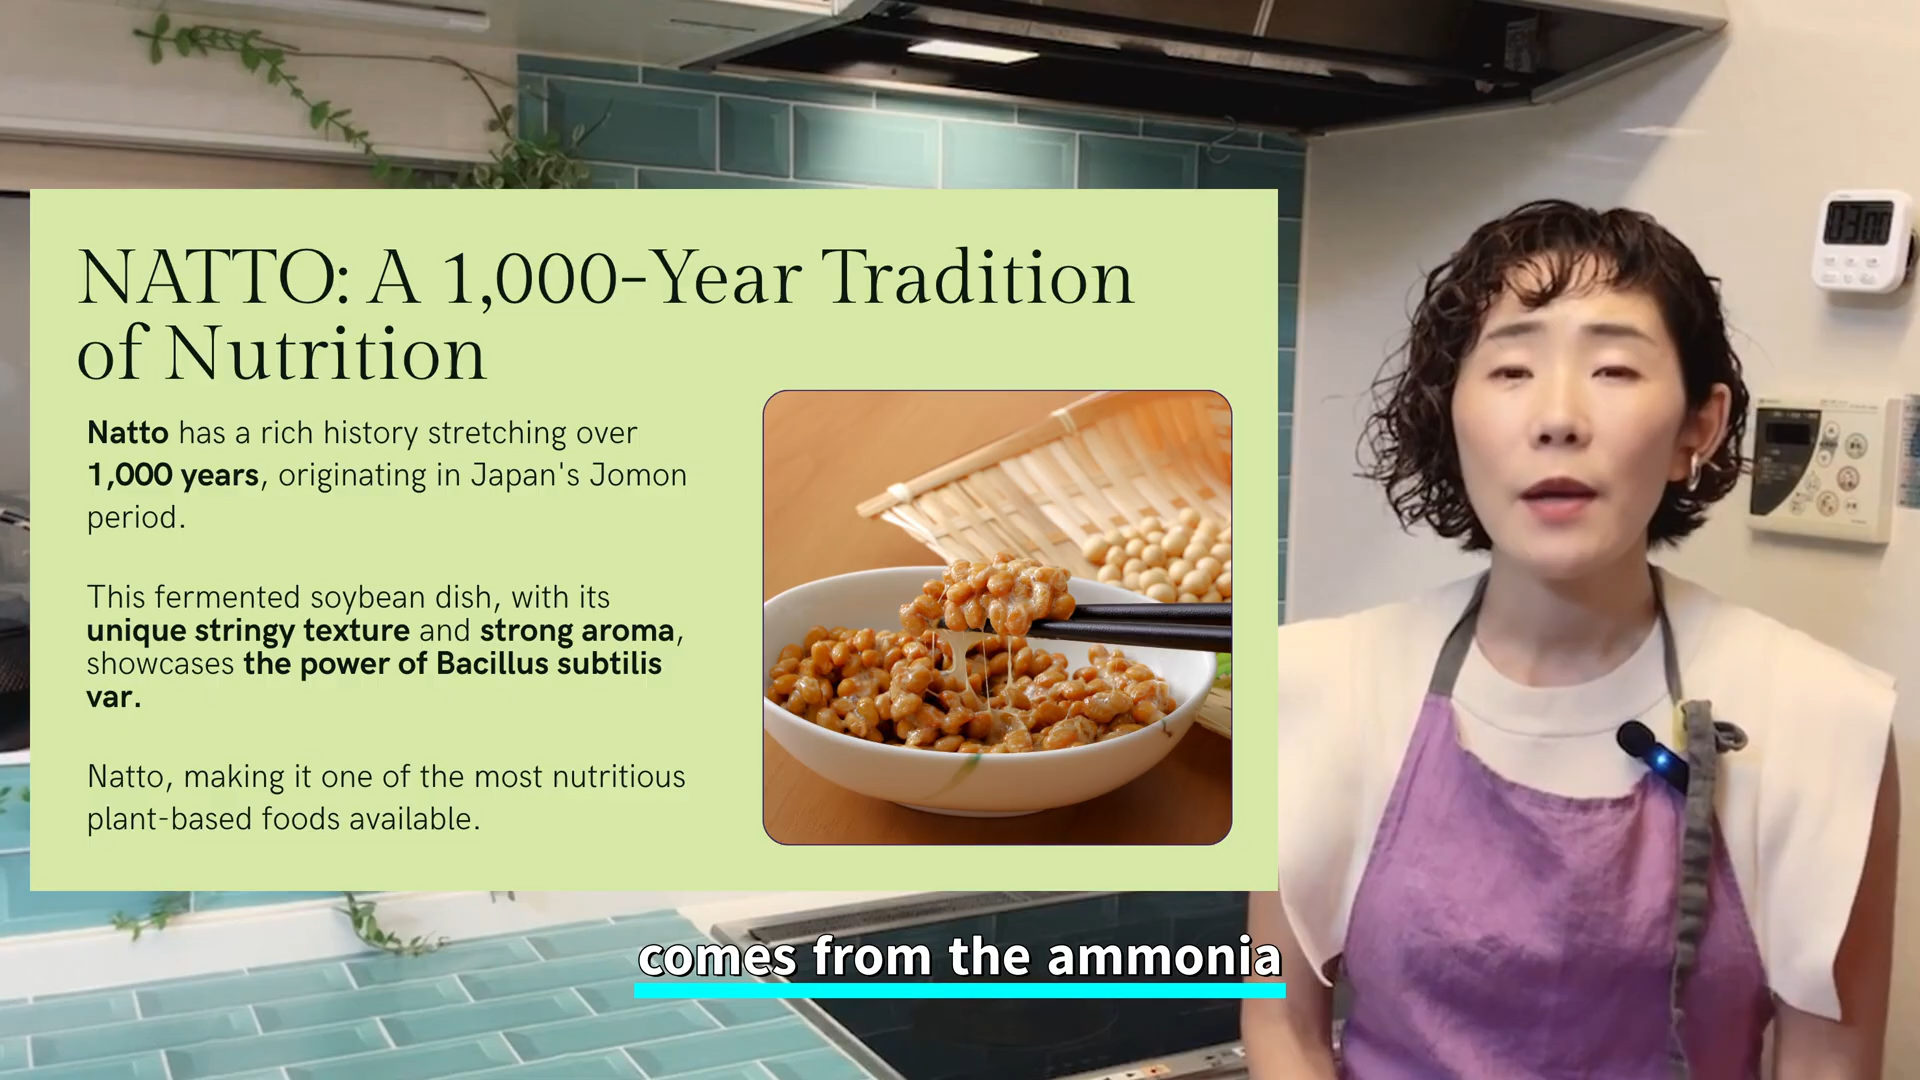 NATTO: A 1,000-Year Tradition
of Nutrition
Natto has a rich history stretching over
1,000 years, originating in Japan's Jomon
period.
This fermented soybean dish, with its
unique stringy texture and strong aroma,
showcases the power of Bacillus subtilis
var.
Natto, making it one of the most nutritious
plant-based foods available.
comes from the ammonia